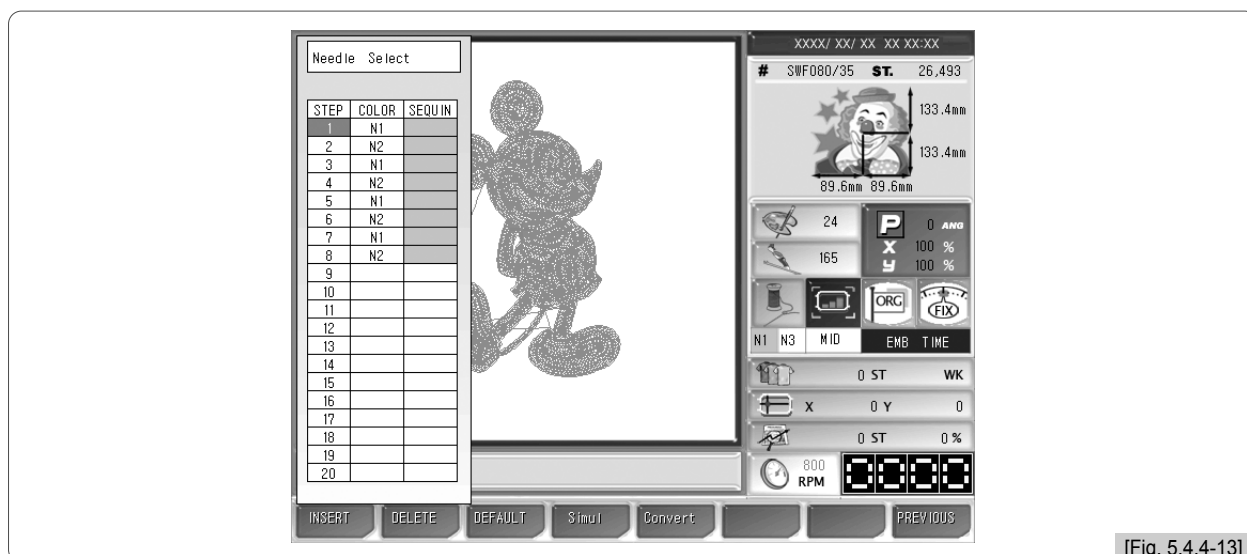 Needle Select
STEP COLOR SEQUIN
1 N1
2 N2
3 N1
4 N2
5 N1
6 N2
7 N1
8 N2
9
10
11
12
13
14
15
16
17
18
19
20
XXXX/ XX/ XX XX XX:XX
# SWF080/35 ST. 26,493
133.4mm
133.4mm
89.6mm 89.6mm
24
165
P 0 ANG
X 100 %
Y 100 %
ORG
FIX
N1 N3 MID EMB TIME
0 ST WK
X 0 Y 0
0 ST 0 %
800
RPM
0000
INSERT DELETE DEFAULT Simul Convert PREVIOUS
[Fig. 5.4.4-13]